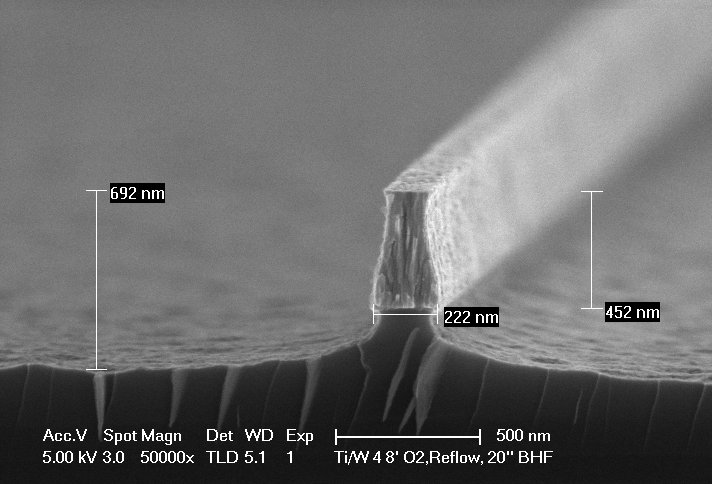 692 nm
222 nm
452 nm
Acc.V Spot Magn Det WD Exp 500 nm
5.00 kV 3.0 50000x TLD 5.1 1 Ti/W 4 8' O2,Reflow, 20'' BHF